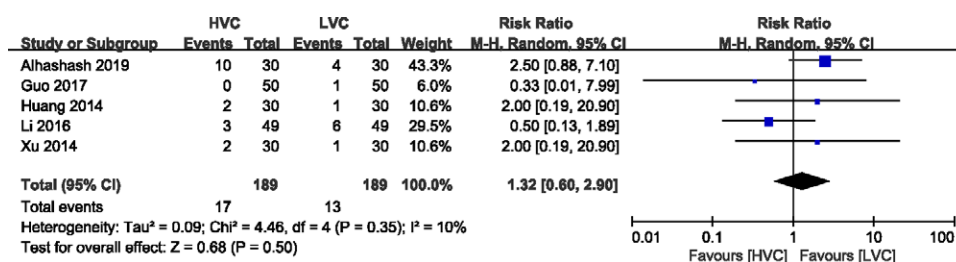 HVC LVC Risk Ratio Risk Ratio
Study or Subgroup Events Total Events Total Weight M-H. Random. 95% CI M-H. Random. 95% CI
Alhashash 2019 10 30 4 30 43.3% 2.50 [0.88, 7.10]
Guo 2017 0 50 1 50 6.0% 0.33 [0.01, 7.99]
Huang 2014 2 30 1 30 10.6% 2.00 [0.19, 20.90]
Li 2016 3 49 6 49 29.5% 0.50 [0.13, 1.89]
Xu 2014 2 30 1 30 10.6% 2.00 [0.19, 20.90]
Total (95% CI) 189 189 100.0% 1.32 [0.60, 2.90]
Total events 17 13
Heterogeneity: Tau² = 0.09; Chi² = 4.46, df = 4 (P = 0.35); I² = 10%
Test for overall effect: Z = 0.68 (P = 0.50)
0.01 0.1 1 10 100
Favours [HVC] Favours [LVC]